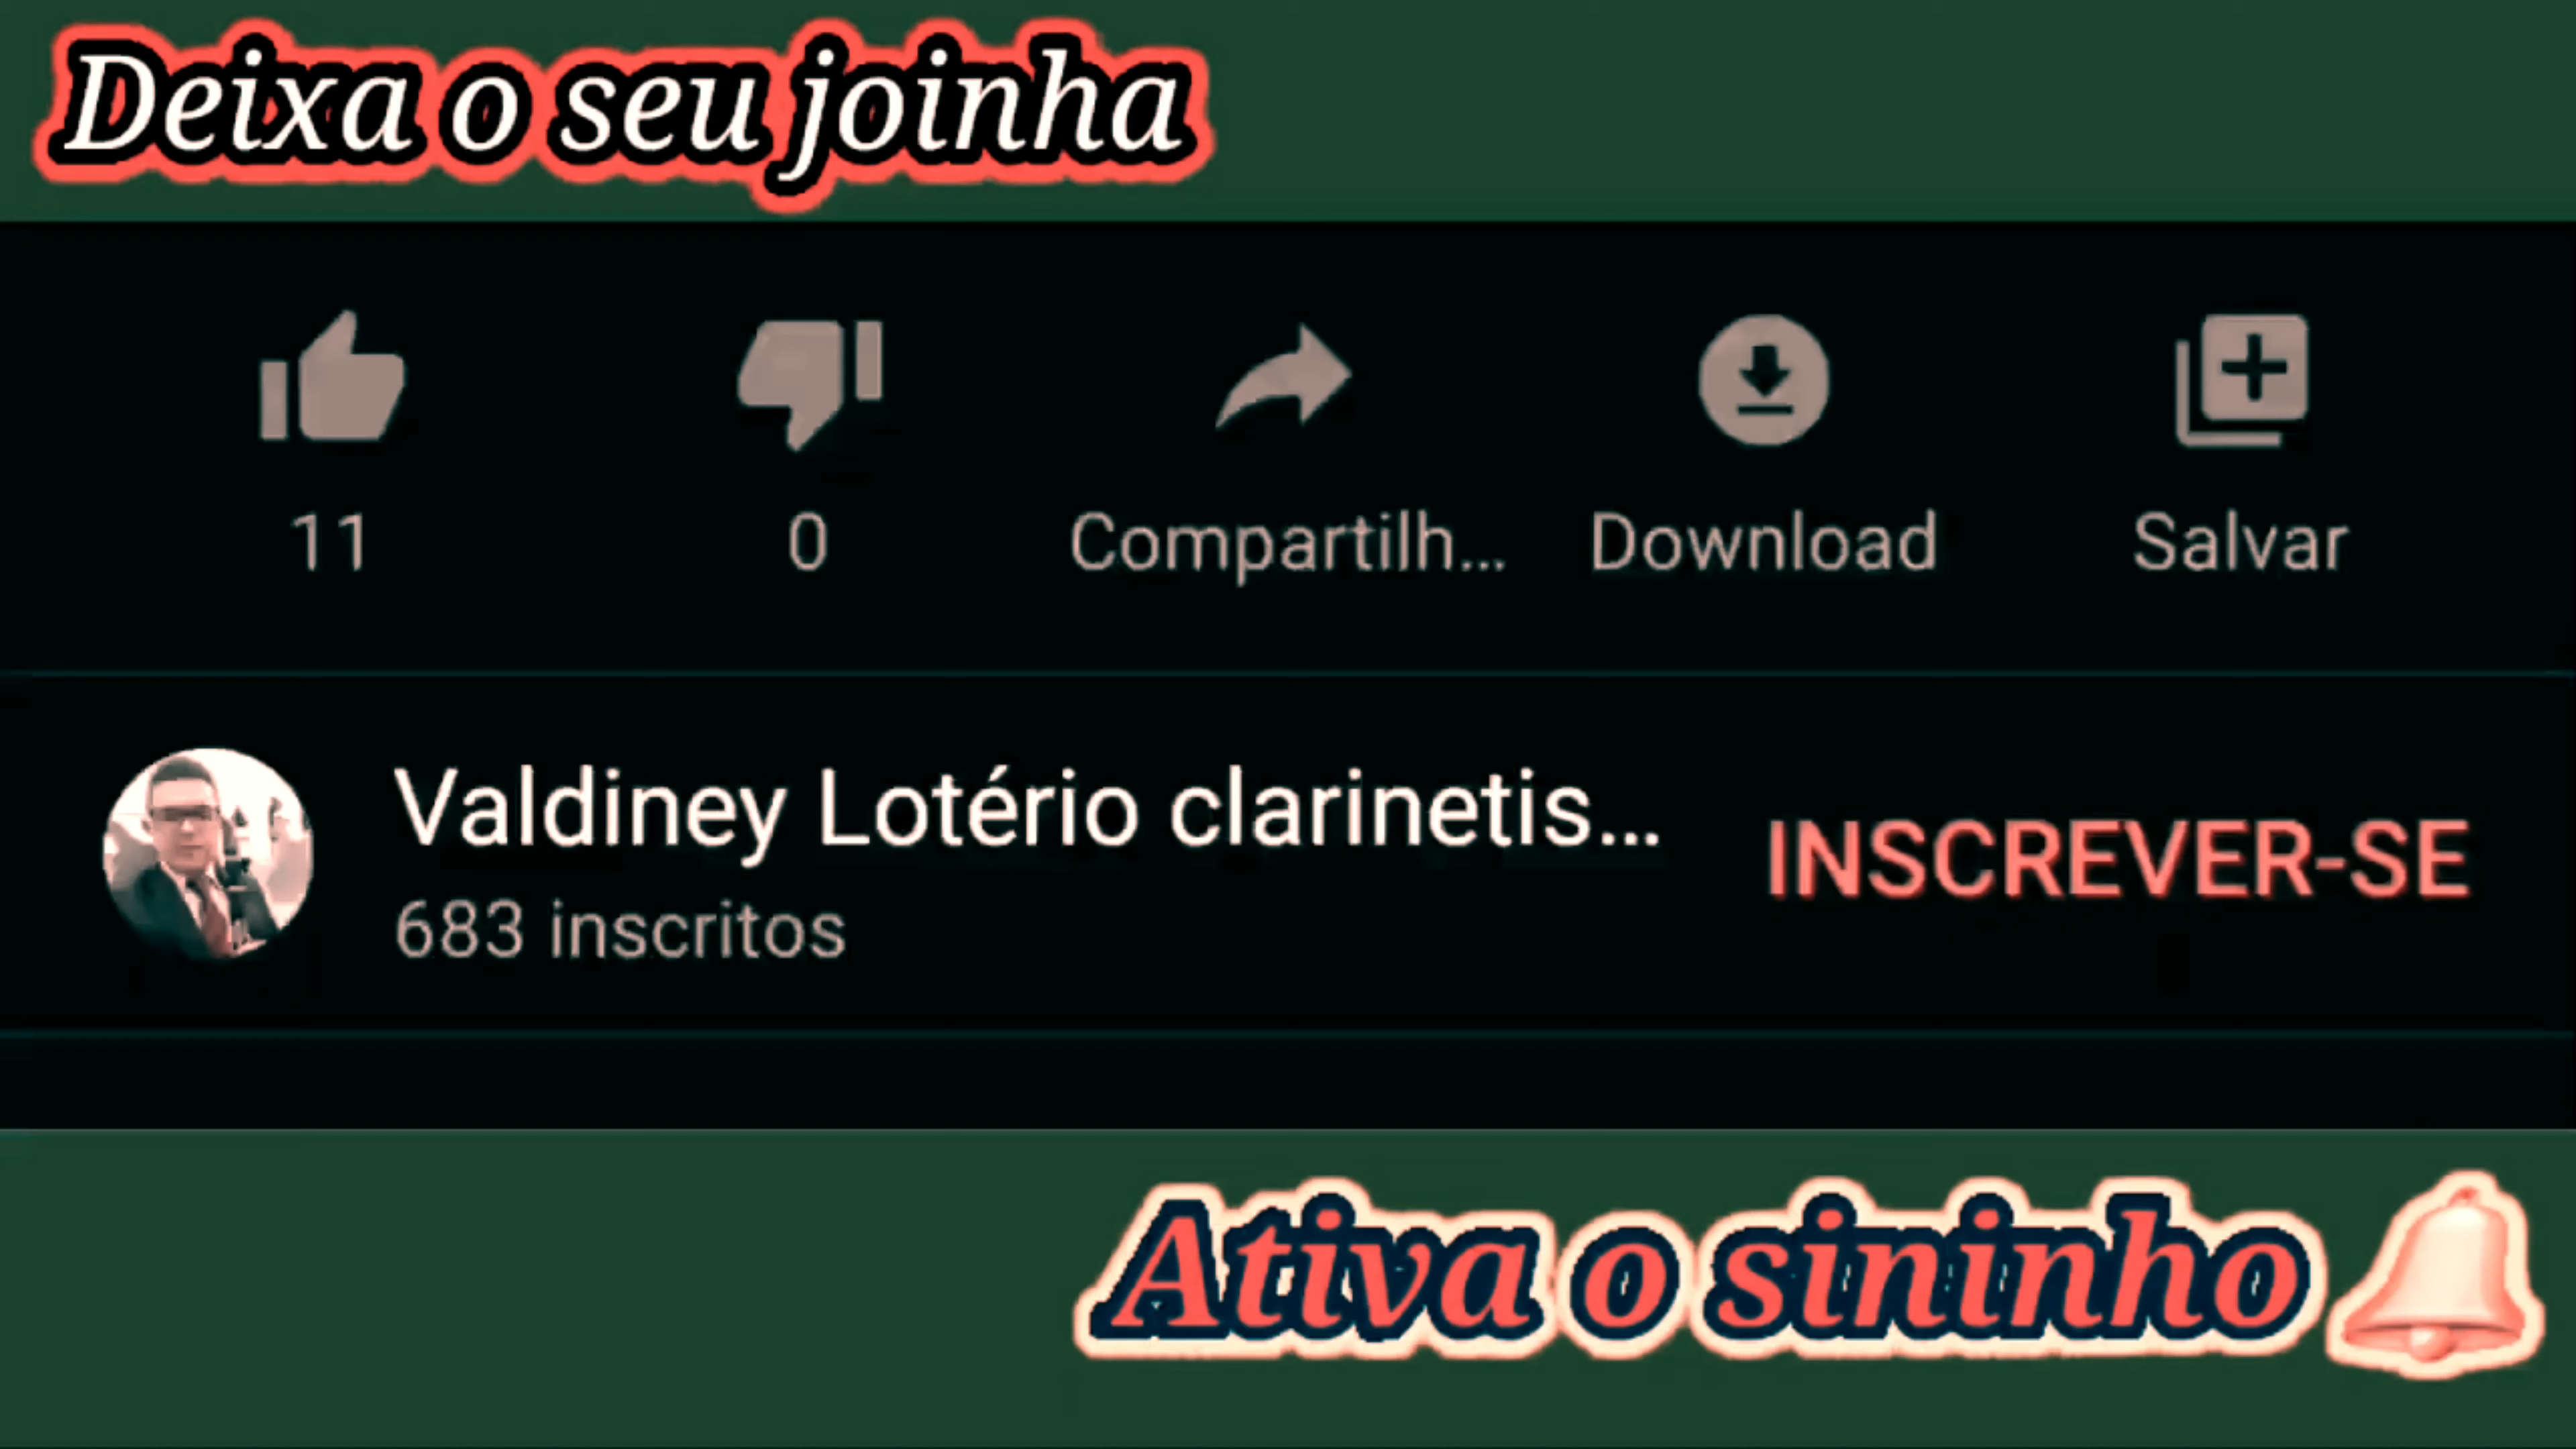 Deixa o seu joinha
11 0 Compartilh... Download Salvar
Valdiney Lotério clarinetis... INSCREVER-SE
683 inscritos
Ativa o sininho